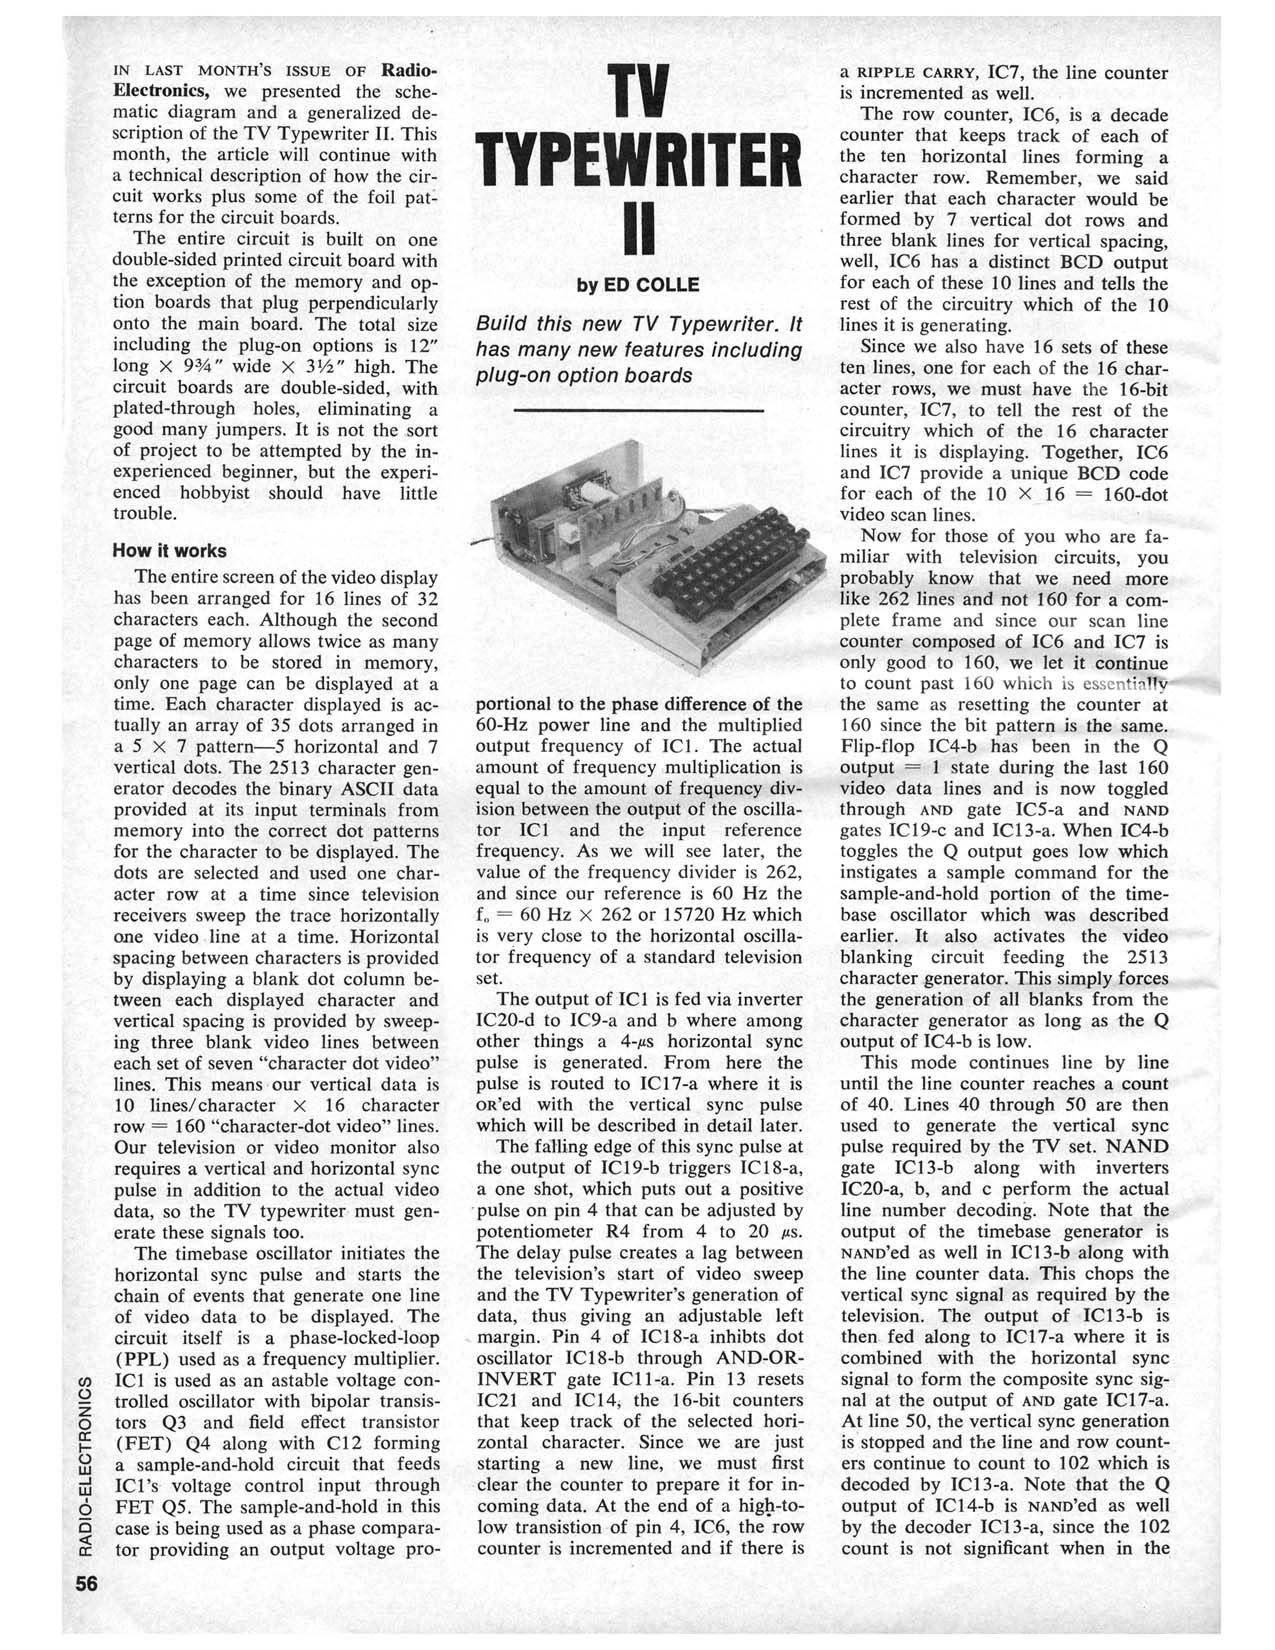 IN LAST MONTH'S ISSUE OF Radio-
Electronics, we presented the sche-
matic diagram and a generalized de-
scription of the TV Typewriter II. This
month, the article will continue with
a technical description of how the cir-
cuit works plus some of the foil pat-
terns for the circuit boards.
The entire circuit is built on one
double-sided printed circuit board with
the exception of the memory and op-
tion boards that plug perpendicularly
onto the main board. The total size
including the plug-on options is 12"
long × 9¾" wide × 3½" high. The
circuit boards are double-sided, with
plated-through holes, eliminating a
good many jumpers. It is not the sort
of project to be attempted by the in-
experienced beginner, but the experi-
enced hobbyist should have little
trouble.
How it works
The entire screen of the video display
has been arranged for 16 lines of 32
characters each. Although the second
page of memory allows twice as many
characters to be stored in memory,
only one page can be displayed at a
time. Each character displayed is ac-
tually an array of 35 dots arranged in
a 5 × 7 pattern—5 horizontal and 7
vertical dots. The 2513 character gen-
erator decodes the binary ASCII data
provided at its input terminals from
memory into the correct dot patterns
for the character to be displayed. The
dots are selected and used one char-
acter row at a time since television
receivers sweep the trace horizontally
one video line at a time. Horizontal
spacing between characters is provided
by displaying a blank dot column be-
tween each displayed character and
vertical spacing is provided by sweep-
ing three blank video lines between
each set of seven "character dot video"
lines. This means our vertical data is
10 lines/character × 16 character
row = 160 "character-dot video" lines.
Our television or video monitor also
requires a vertical and horizontal sync
pulse in addition to the actual video
data, so the TV typewriter must gen-
erate these signals too.
The timebase oscillator initiates the
horizontal sync pulse and starts the
chain of events that generate one line
of video data to be displayed. The
circuit itself is a phase-locked-loop
(PPL) used as a frequency multiplier.
IC1 is used as an astable voltage con-
trolled oscillator with bipolar transis-
tors Q3 and field effect transistor
(FET) Q4 along with C12 forming
a sample-and-hold circuit that feeds
IC1's voltage control input through
FET Q5. The sample-and-hold in this
case is being used as a phase compara-
tor providing an output voltage pro-
TV
TYPEWRITER
II
by ED COLLE
Build this new TV Typewriter. It
has many new features including
plug-on option boards
portional to the phase difference of the
60-Hz power line and the multiplied
output frequency of IC1. The actual
amount of frequency multiplication is
equal to the amount of frequency div-
ision between the output of the oscilla-
tor IC1 and the input reference
frequency. As we will see later, the
value of the frequency divider is 262,
and since our reference is 60 Hz the
fₒ = 60 Hz × 262 or 15720 Hz which
is very close to the horizontal oscilla-
tor frequency of a standard television
set.
The output of IC1 is fed via inverter
IC20-d to IC9-a and b where among
other things a 4-μs horizontal sync
pulse is generated. From here the
pulse is routed to IC17-a where it is
OR'ed with the vertical sync pulse
which will be described in detail later.
The falling edge of this sync pulse at
the output of IC19-b triggers IC18-a,
a one shot, which puts out a positive
pulse on pin 4 that can be adjusted by
potentiometer R4 from 4 to 20 μs.
The delay pulse creates a lag between
the television's start of video sweep
and the TV Typewriter's generation of
data, thus giving an adjustable left
margin. Pin 4 of IC18-a inhibts dot
oscillator IC18-b through AND-OR-
INVERT gate IC11-a. Pin 13 resets
IC21 and IC14, the 16-bit counters
that keep track of the selected hori-
zontal character. Since we are just
starting a new line, we must first
clear the counter to prepare it for in-
coming data. At the end of a high-to-
low transistion of pin 4, IC6, the row
counter is incremented and if there is
a RIPPLE CARRY, IC7, the line counter
is incremented as well.
The row counter, IC6, is a decade
counter that keeps track of each of
the ten horizontal lines forming a
character row. Remember, we said
earlier that each character would be
formed by 7 vertical dot rows and
three blank lines for vertical spacing,
well, IC6 has a distinct BCD output
for each of these 10 lines and tells the
rest of the circuitry which of the 10
lines it is generating.
Since we also have 16 sets of these
ten lines, one for each of the 16 char-
acter rows, we must have the 16-bit
counter, IC7, to tell the rest of the
circuitry which of the 16 character
lines it is displaying. Together, IC6
and IC7 provide a unique BCD code
for each of the 10 × 16 = 160-dot
video scan lines.
Now for those of you who are fa-
miliar with television circuits, you
probably know that we need more
like 262 lines and not 160 for a com-
plete frame and since our scan line
counter composed of IC6 and IC7 is
only good to 160, we let it continue
to count past 160 which is essentially
the same as resetting the counter at
160 since the bit pattern is the same.
Flip-flop IC4-b has been in the Q
output = 1 state during the last 160
video data lines and is now toggled
through AND gate IC5-a and NAND
gates IC19-c and IC13-a. When IC4-b
toggles the Q output goes low which
instigates a sample command for the
sample-and-hold portion of the time-
base oscillator which was described
earlier. It also activates the video
blanking circuit feeding the 2513
character generator. This simply forces
the generation of all blanks from the
character generator as long as the Q
output of IC4-b is low.
This mode continues line by line
until the line counter reaches a count
of 40. Lines 40 through 50 are then
used to generate the vertical sync
pulse required by the TV set. NAND
gate IC13-b along with inverters
IC20-a, b, and c perform the actual
line number decoding. Note that the
output of the timebase generator is
NAND'ed as well in IC13-b along with
the line counter data. This chops the
vertical sync signal as required by the
television. The output of IC13-b is
then fed along to IC17-a where it is
combined with the horizontal sync
signal to form the composite sync sig-
nal at the output of AND gate IC17-a.
At line 50, the vertical sync generation
is stopped and the line and row count-
ers continue to count to 102 which is
decoded by IC13-a. Note that the Q
output of IC14-b is NAND'ed as well
by the decoder IC13-a, since the 102
count is not significant when in the
RADIO-ELECTRONICS
56